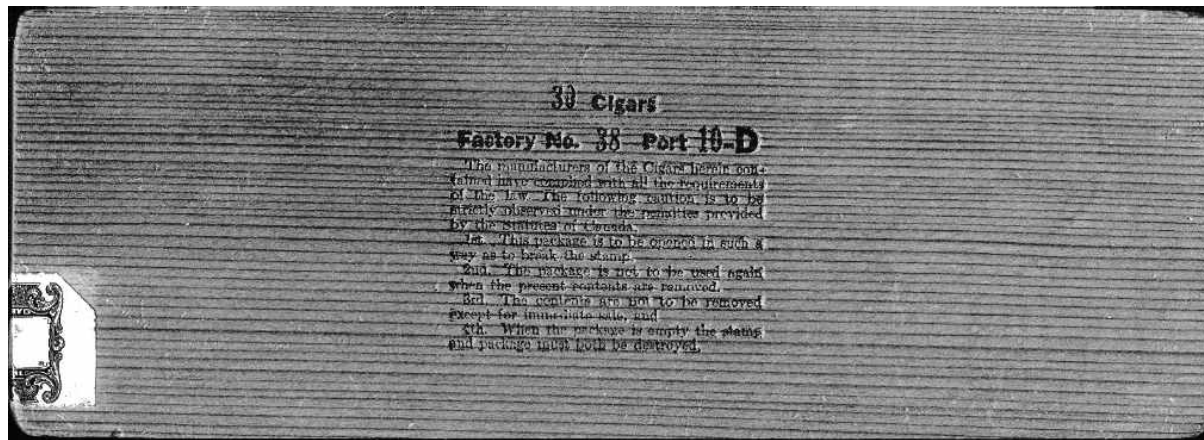 30 Cigars
Factory No. 38 Port 10-D
The manufacturers of the Cigars herein con-
tained have complied with all the requirements
of the law. The following caution is to be
strictly observed under the penalties provided
by the Statutes of Canada.
1st. This package is to be opened in such a
way as to break the stamp.
2nd. The package is not to be used again
when the present contents are removed.
3rd. The contents are not to be removed
except for immediate sale, and
4th. When the package is empty the stamp
and package must both be destroyed.